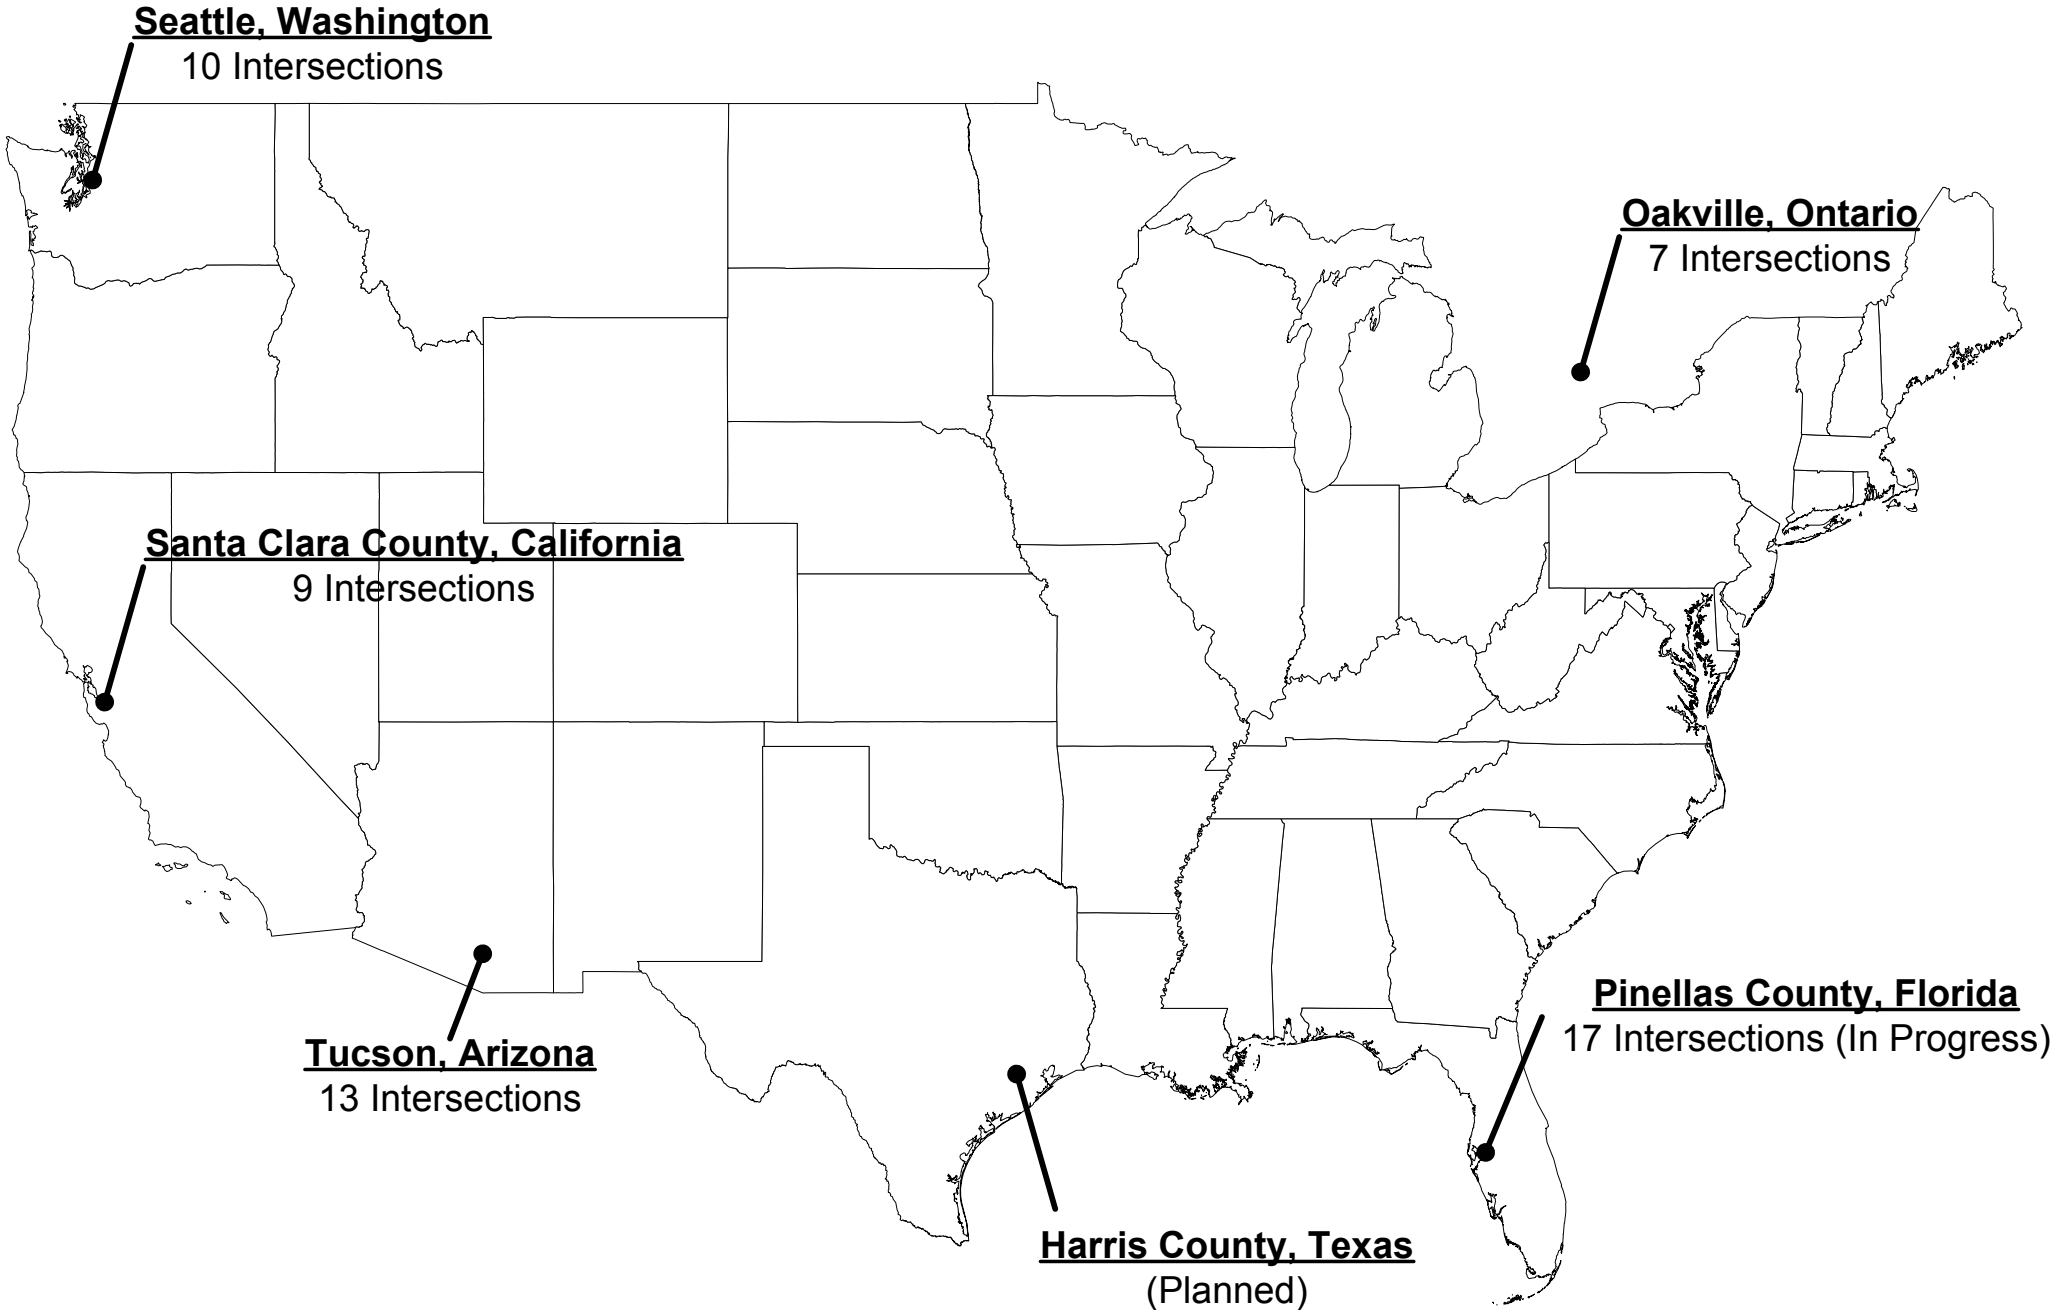 Seattle, Washington
10 Intersections
Oakville, Ontario
7 Intersections
Santa Clara County, California
9 Intersections
Pinellas County, Florida
17 Intersections (In Progress)
Tucson, Arizona
13 Intersections
Harris County, Texas
(Planned)